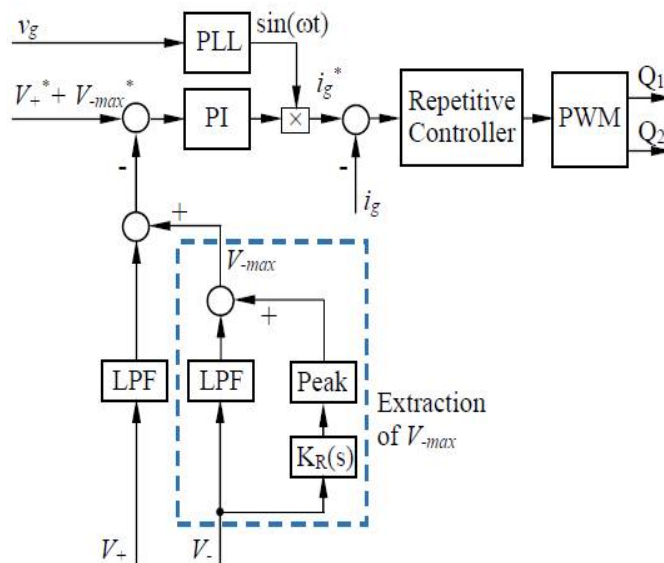 v_g
PLL
sin(ωt)
V_+^* + V_-max^*
-
PI
×
i_g^*
-
i_g
Repetitive
Controller
PWM
Q_1
Q_2
+
V_-max
+
LPF
LPF
Peak
K_R(s)
Extraction
of V_-max
V_+
V_-